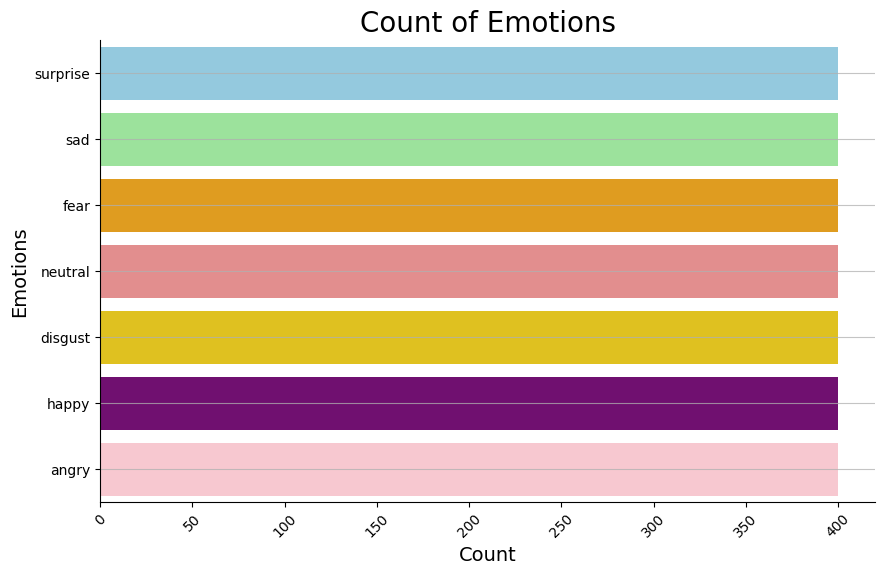 Count of Emotions
Emotions
surprise
sad
fear
neutral
disgust
happy
angry
0
50
100
150
200
250
300
350
400
Count